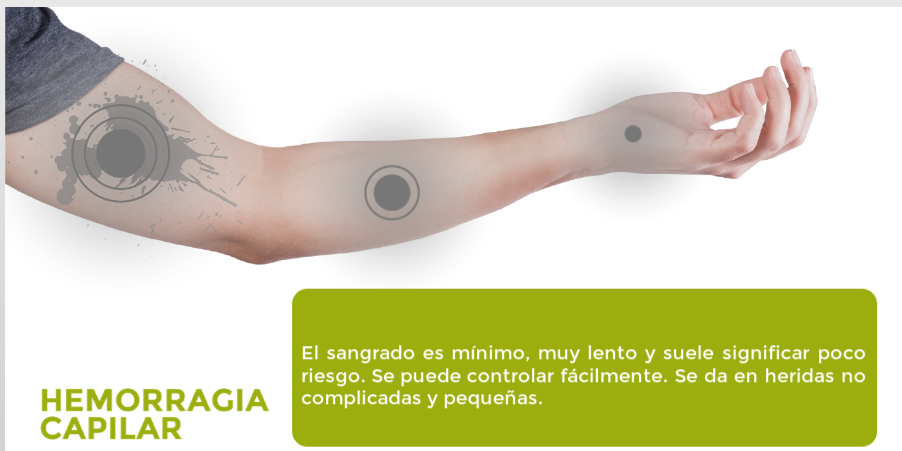 El sangrado es mínimo, muy lento y suele significar poco
riesgo. Se puede controlar fácilmente. Se da en heridas no
complicadas y pequeñas.
HEMORRAGIA
CAPILAR